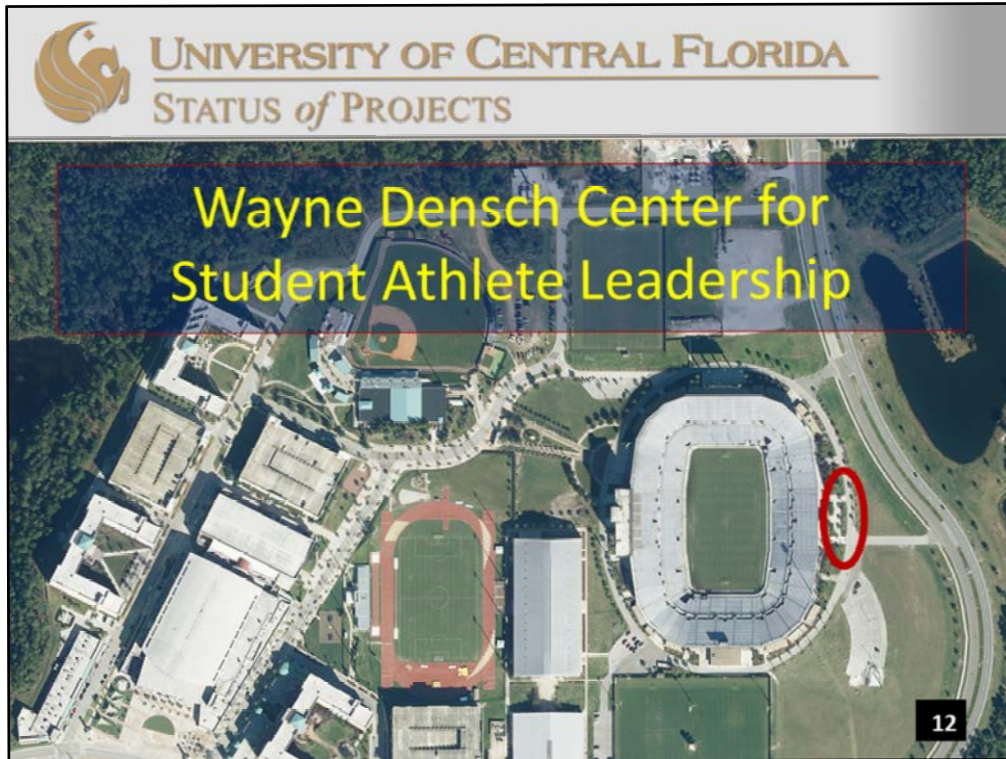 UNIVERSITY OF CENTRAL FLORIDA
STATUS of PROJECTS
Wayne Densch Center for
Student Athlete Leadership
12